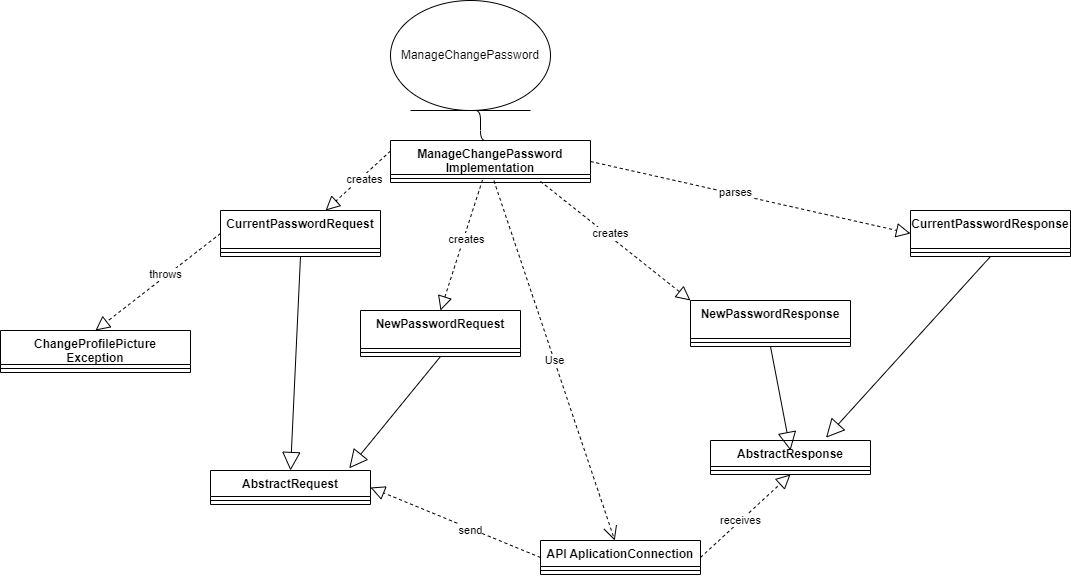 ManageChangePassword
ManageChangePassword
Implementation
creates
parses
CurrentPasswordRequest
CurrentPasswordResponse
creates
creates
throws
NewPasswordRequest
NewPasswordResponse
ChangeProfilePicture
Exception
Use
AbstractRequest
AbstractResponse
send
receives
API AplicationConnection